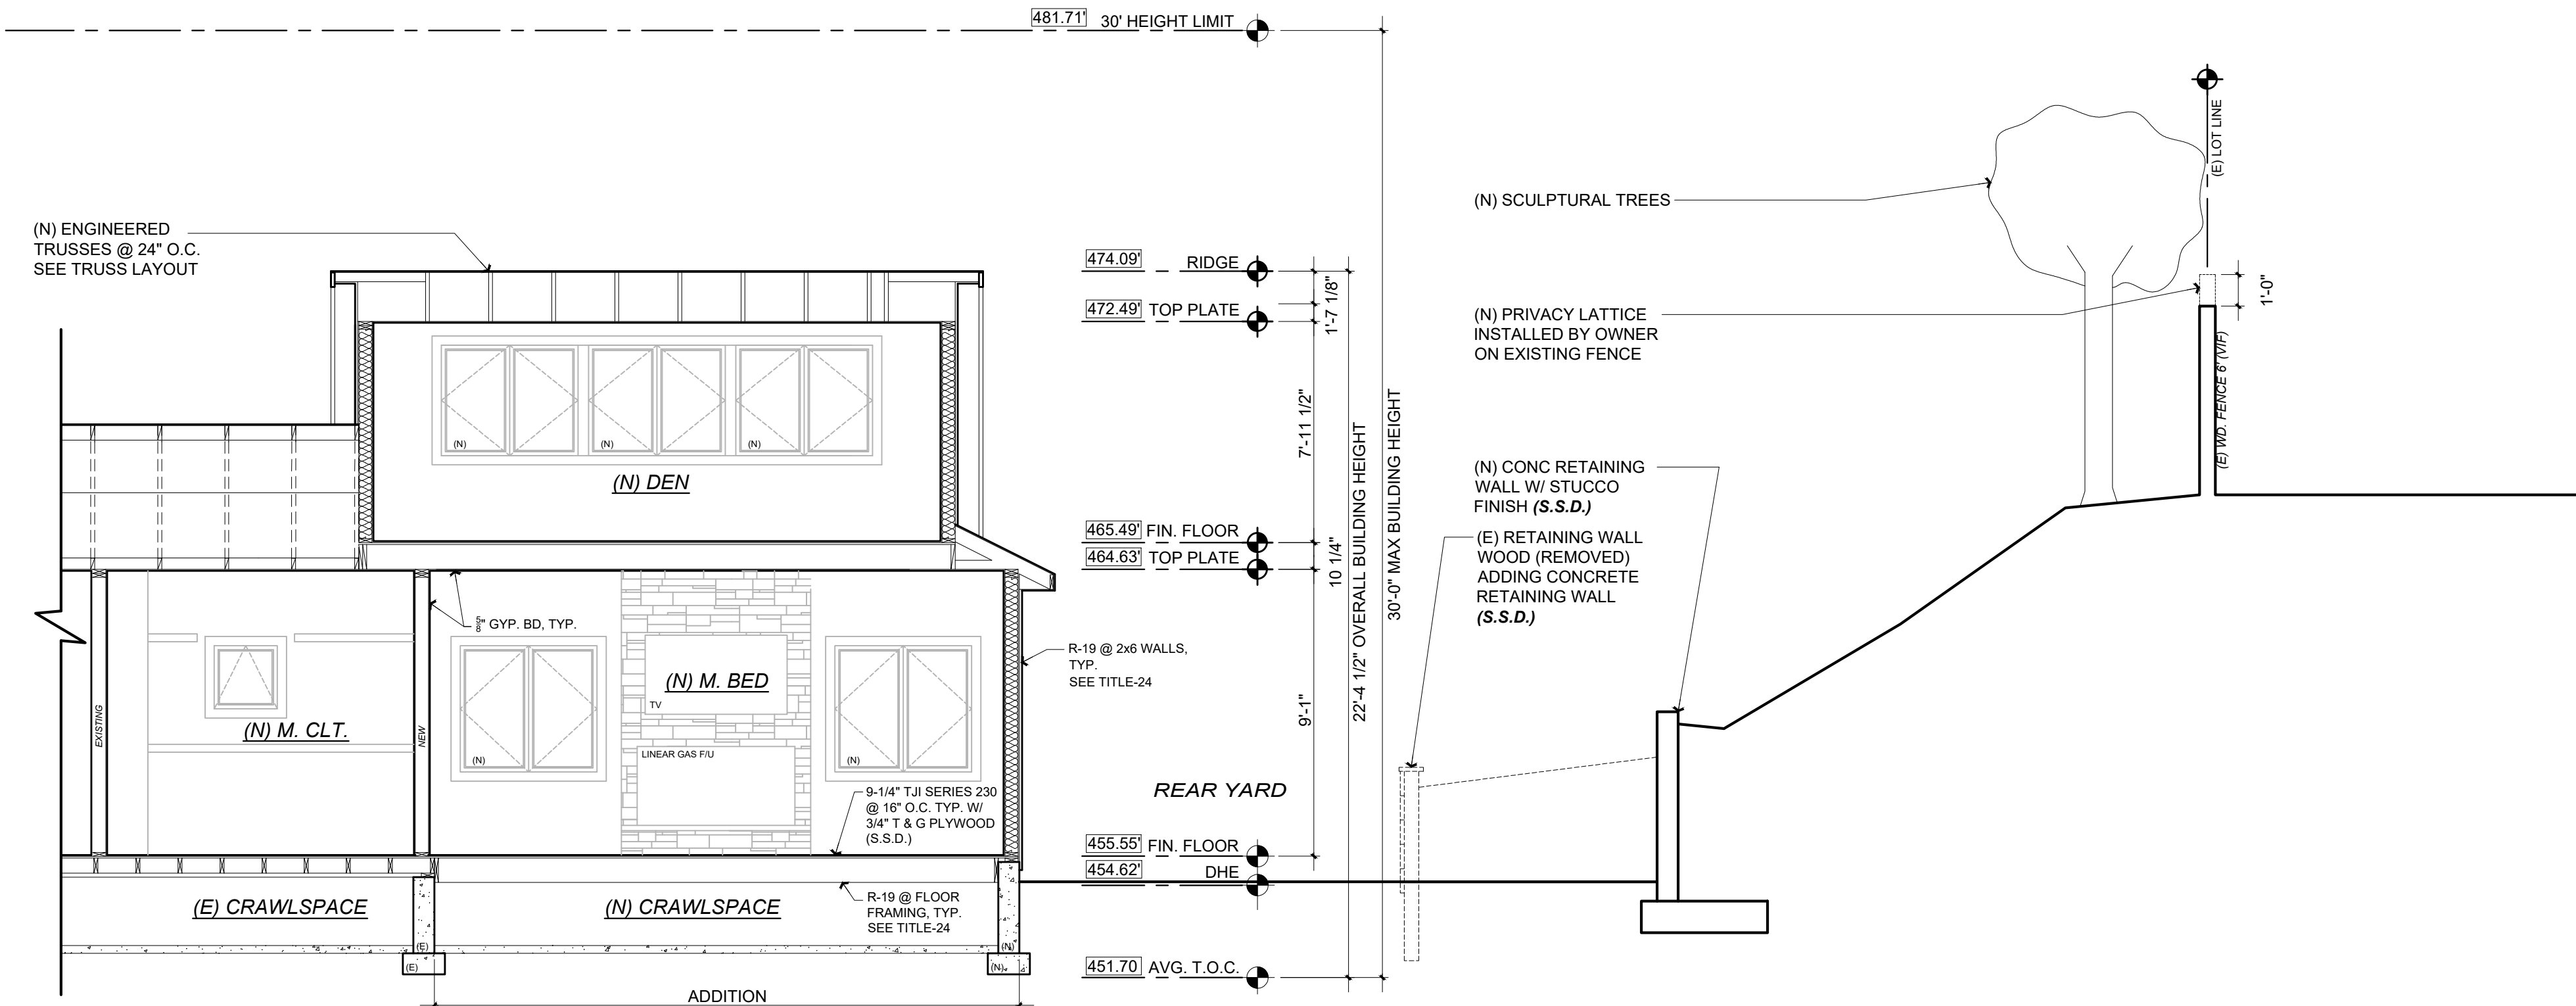 481.71' 30' HEIGHT LIMIT
(E) LOT LINE
(N) SCULPTURAL TREES
(N) ENGINEERED
TRUSSES @ 24" O.C.
SEE TRUSS LAYOUT
474.09' RIDGE
1'-7 1/8"
472.49' TOP PLATE
1'-0"
(N) PRIVACY LATTICE
INSTALLED BY OWNER
ON EXISTING FENCE
(E) WD. FENCE 6' (VIF)
7'-11 1/2"
(N)
(N)
(N)
(N) DEN
22'-4 1/2" OVERALL BUILDING HEIGHT
30'-0" MAX BUILDING HEIGHT
(N) CONC RETAINING
WALL W/ STUCCO
FINISH (S.S.D.)
465.49' FIN. FLOOR
464.63' TOP PLATE
10 1/4"
(E) RETAINING WALL
WOOD (REMOVED)
ADDING CONCRETE
RETAINING WALL
(S.S.D.)
5/8" GYP. BD, TYP.
R-19 @ 2x6 WALLS,
TYP.
SEE TITLE-24
(N) M. BED
TV
9'-1"
EXISTING
(N) M. CLT.
NEW
(N)
LINEAR GAS F/U
(N)
9-1/4" TJI SERIES 230
@ 16" O.C. TYP. W/
3/4" T & G PLYWOOD
(S.S.D.)
REAR YARD
455.55' FIN. FLOOR
454.62' DHE
(E) CRAWLSPACE
(N) CRAWLSPACE
R-19 @ FLOOR
FRAMING, TYP.
SEE TITLE-24
(E)
(N)
(E)
(N)
451.70 AVG. T.O.C.
ADDITION